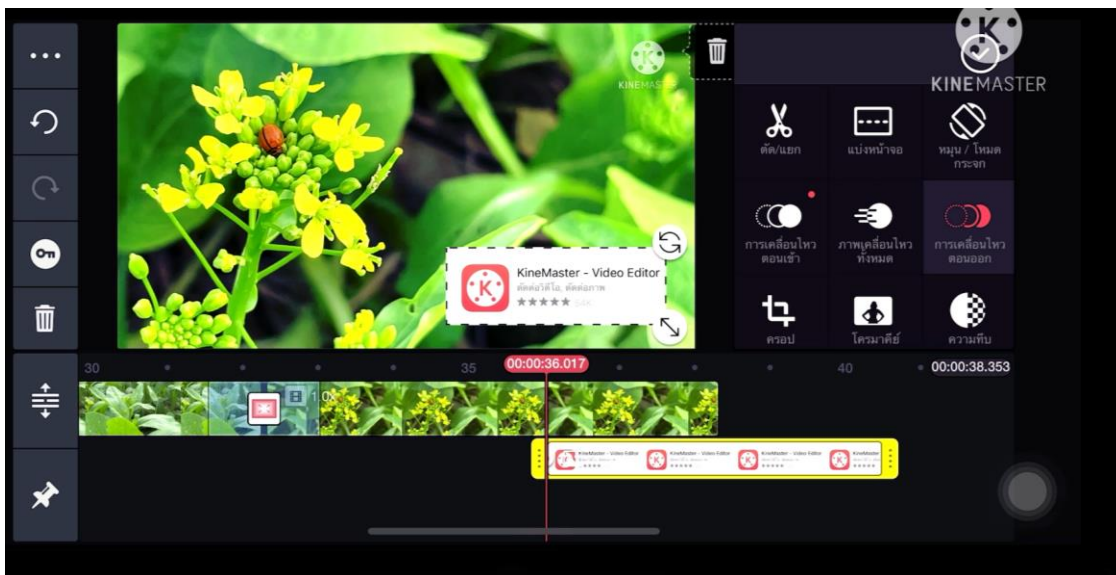 KINEMASTER
KINEMAS
ตัด/แยก
แบ่งหน้าจอ
หมุน / โหมด
กระจก
การเคลื่อนไหว
ตอนเข้า
ภาพเคลื่อนไหว
ทั้งหมด
การเคลื่อนไหว
ตอนออก
KineMaster - Video Editor
ตัดต่อวิดีโอ, ตัดต่อภาพ
54K
ครอป
โครมาคีย์
ความทึบ
30
35
00:00:36.017
40
00:00:38.353
1.0x
KineMaster - Video Editor
KineMaster - Video Editor
KineMaster - Video Editor
KineMaster - Video Editor